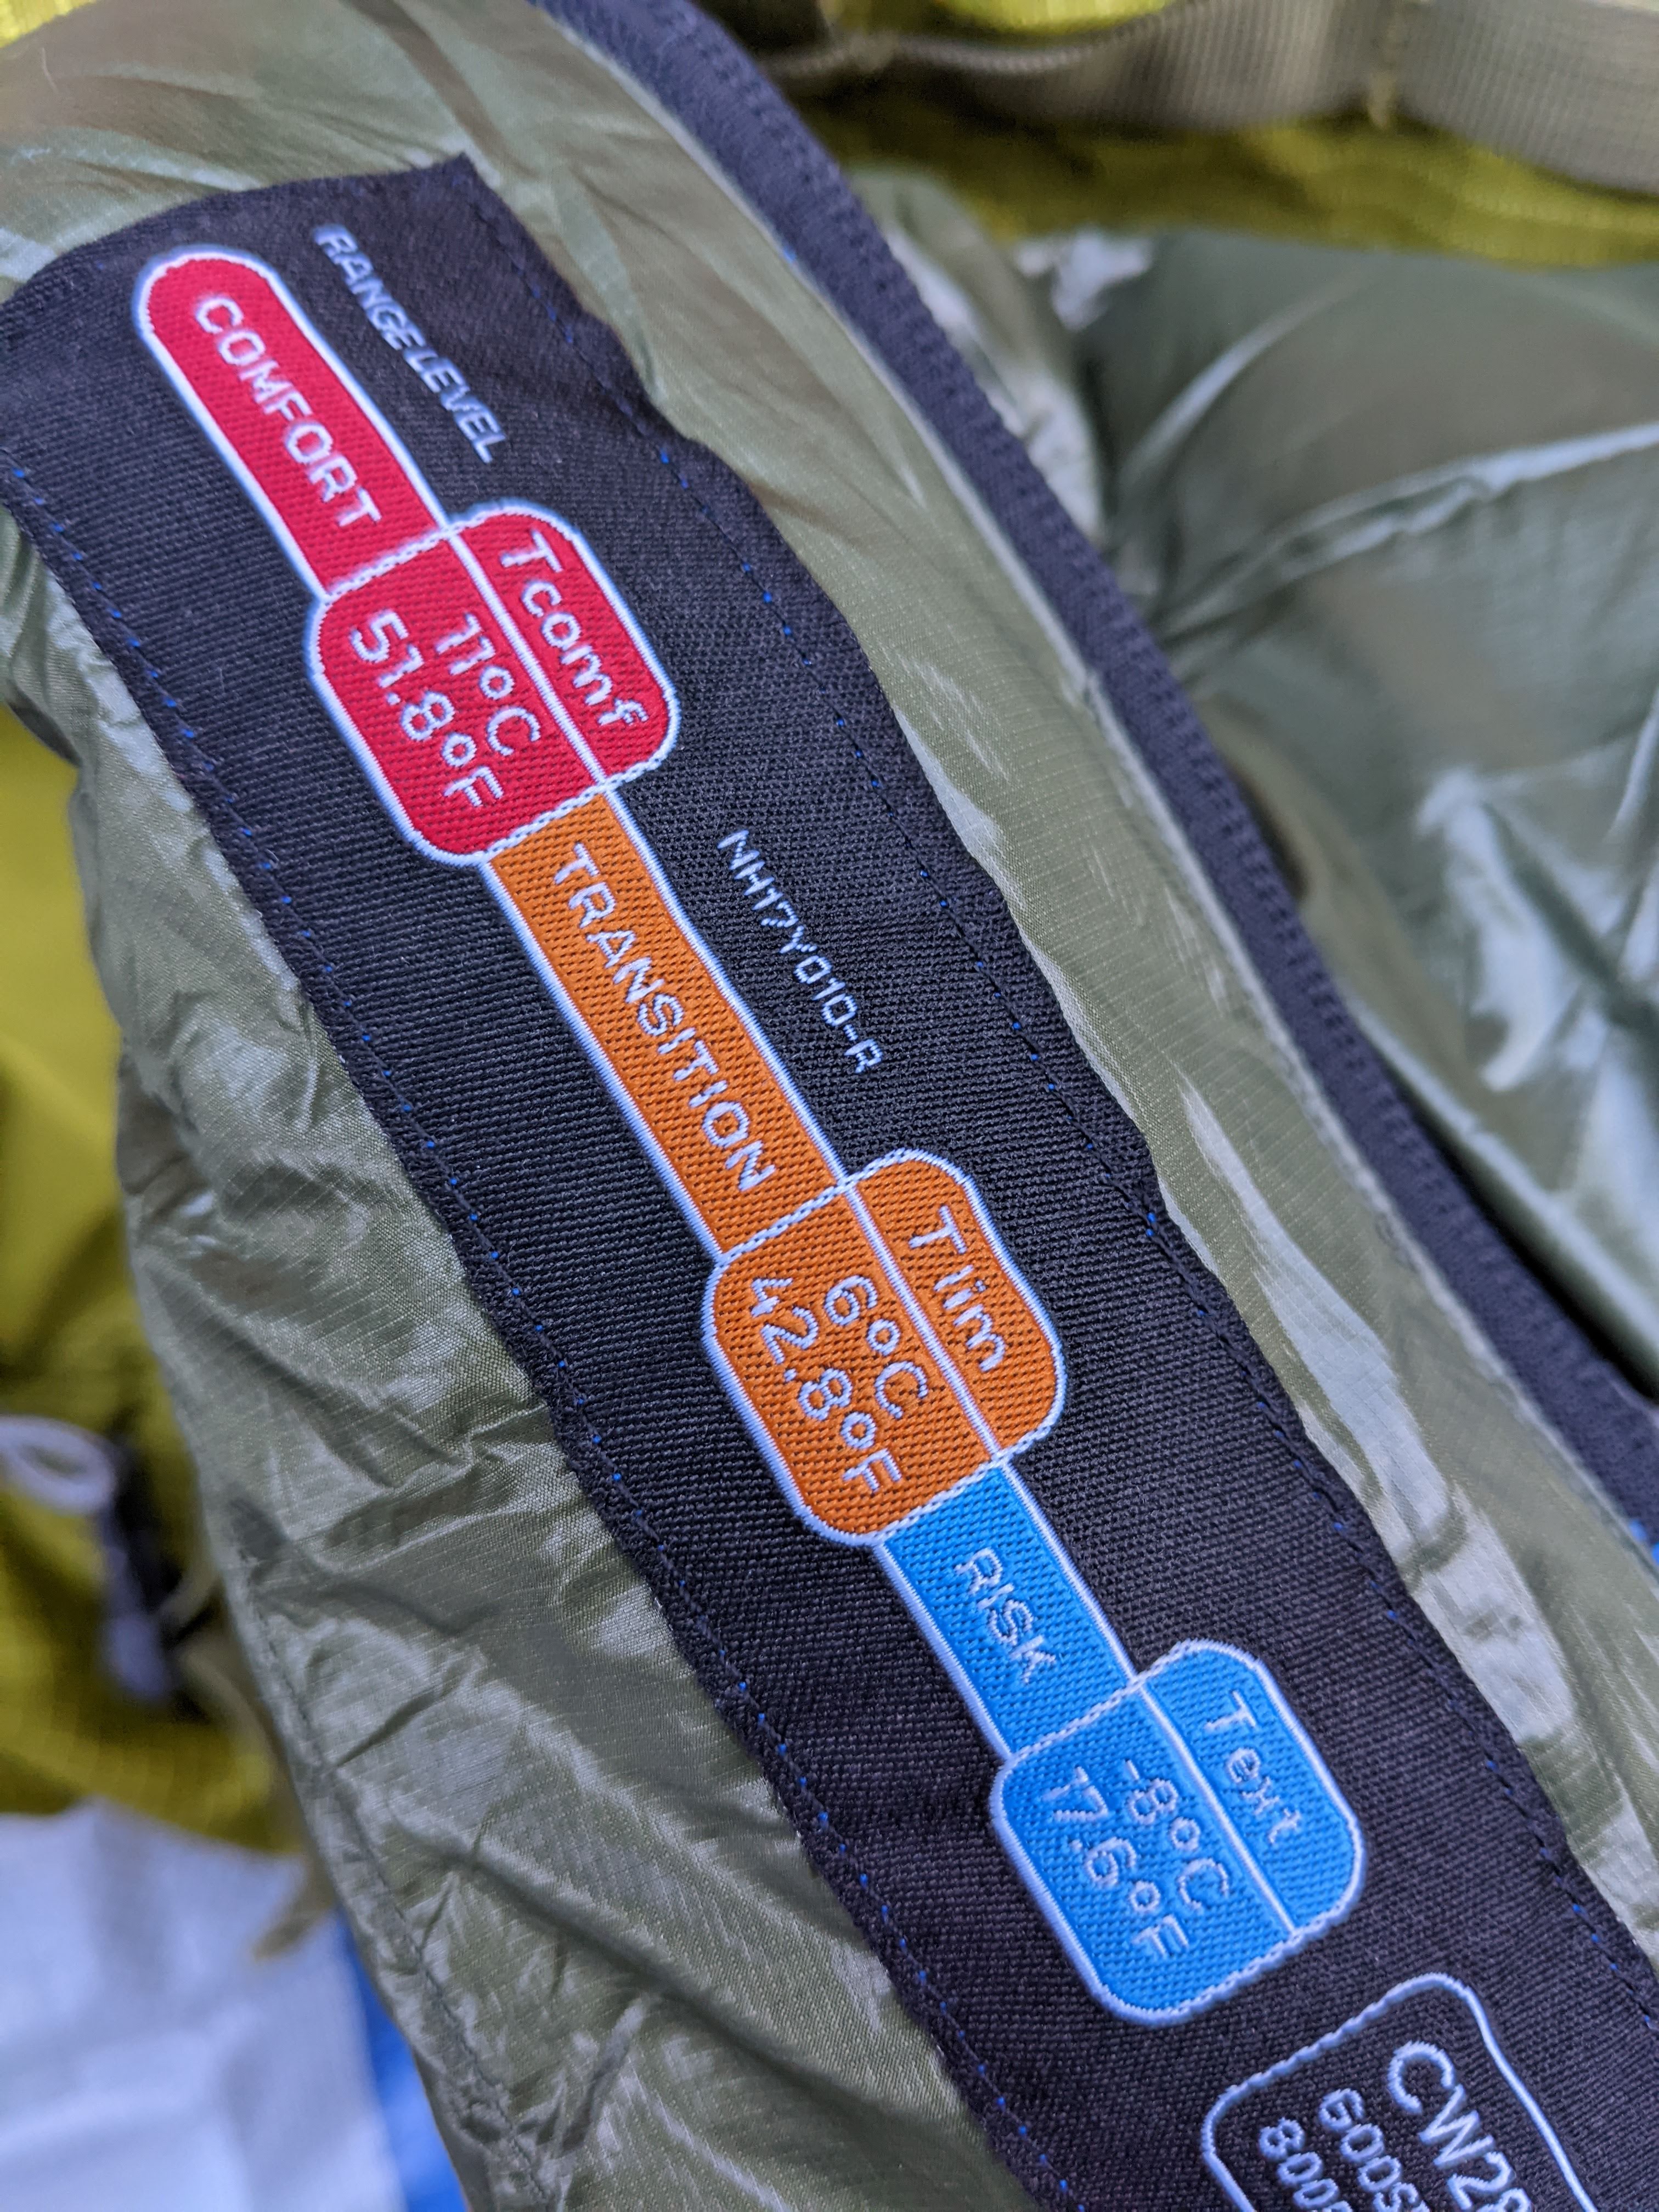 RANGE LEVEL
COMFORT
Tcomf
11°C
51.8°F
NH17Y010-R
TRANSITION
Tlim
6°C
42.8°F
RISK
Text
-8°C
17.6°F